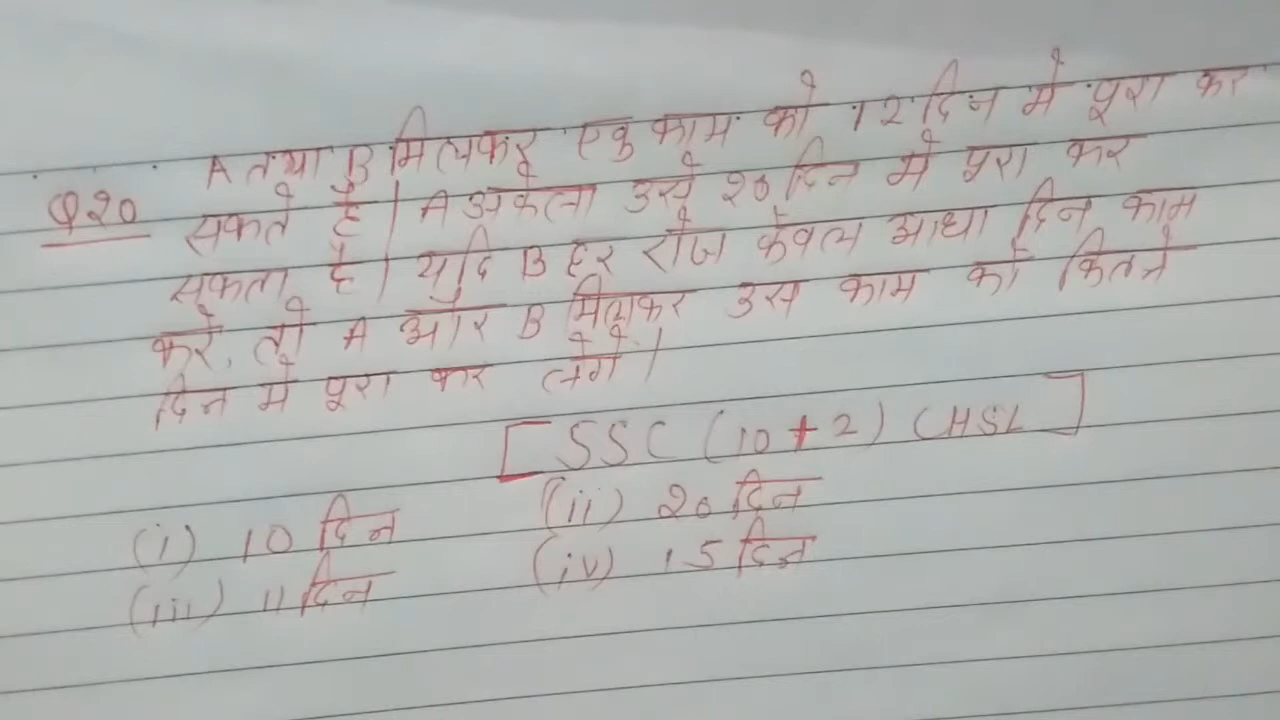 A तथा B मिलकर एक काम को 12 दिन मे पूरा कर
Q20 सकते है। A अकेला उसे 20 दिन मे पूरा कर
सकता है। यदि B हर रोज केवल आधा दिन काम
करे, तो A और B मिलकर उस काम को कितने
दिन मे पूरा कर लेगें।
[SSC (10+2) CHSL]
(i) 10 दिन (ii) 20 दिन
(iii) 11 दिन (iv) 15 दिन